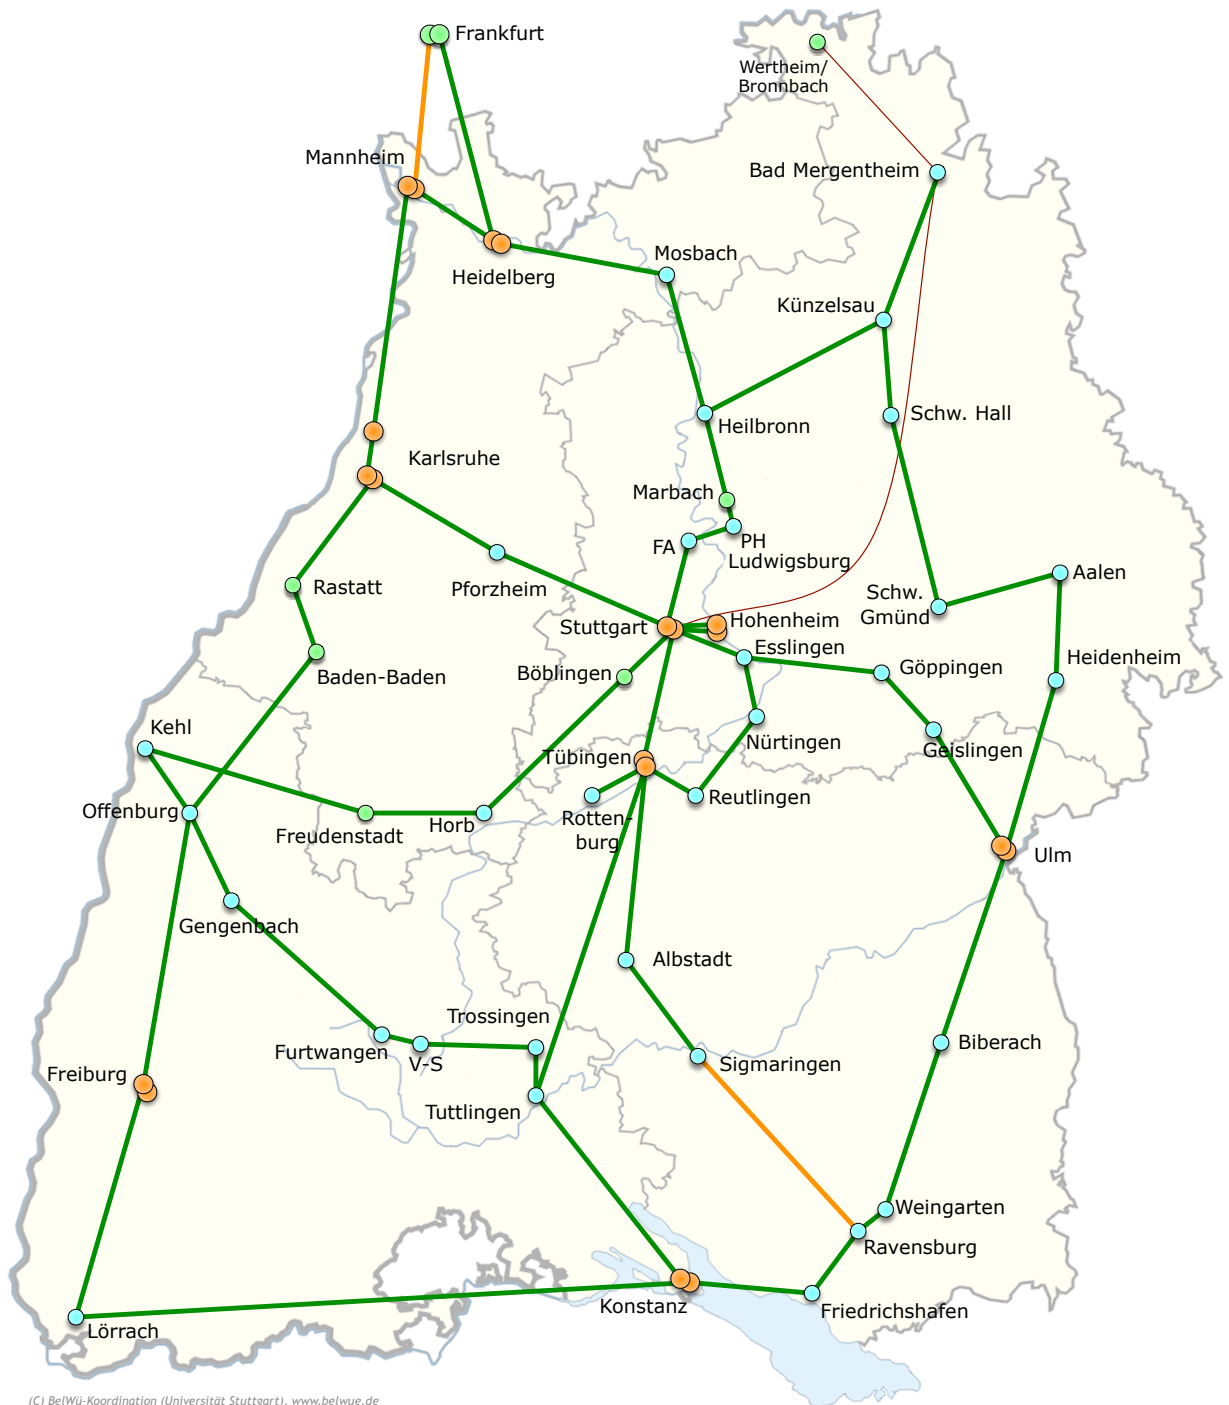 Frankfurt
Wertheim/
Bronnbach
Mannheim
Bad Mergentheim
Mosbach
Heidelberg
Künzelsau
Schw. Hall
Heilbronn
Karlsruhe
Marbach
PH
FA
Ludwigsburg
Aalen
Rastatt
Pforzheim
Schw.
Gmünd
Stuttgart
Hohenheim
Esslingen
Heidenheim
Göppingen
Böblingen
Baden-Baden
Kehl
Nürtingen
Geislingen
Tübingen
Reutlingen
Offenburg
Rotten-
burg
Horb
Freudenstadt
Ulm
Gengenbach
Albstadt
Trossingen
Biberach
Furtwangen
V-S
Sigmaringen
Freiburg
Tuttlingen
Weingarten
Ravensburg
Konstanz
Friedrichshafen
Lörrach
(C) BelWü-Koordination (Universität Stuttgart), www.belwue.de